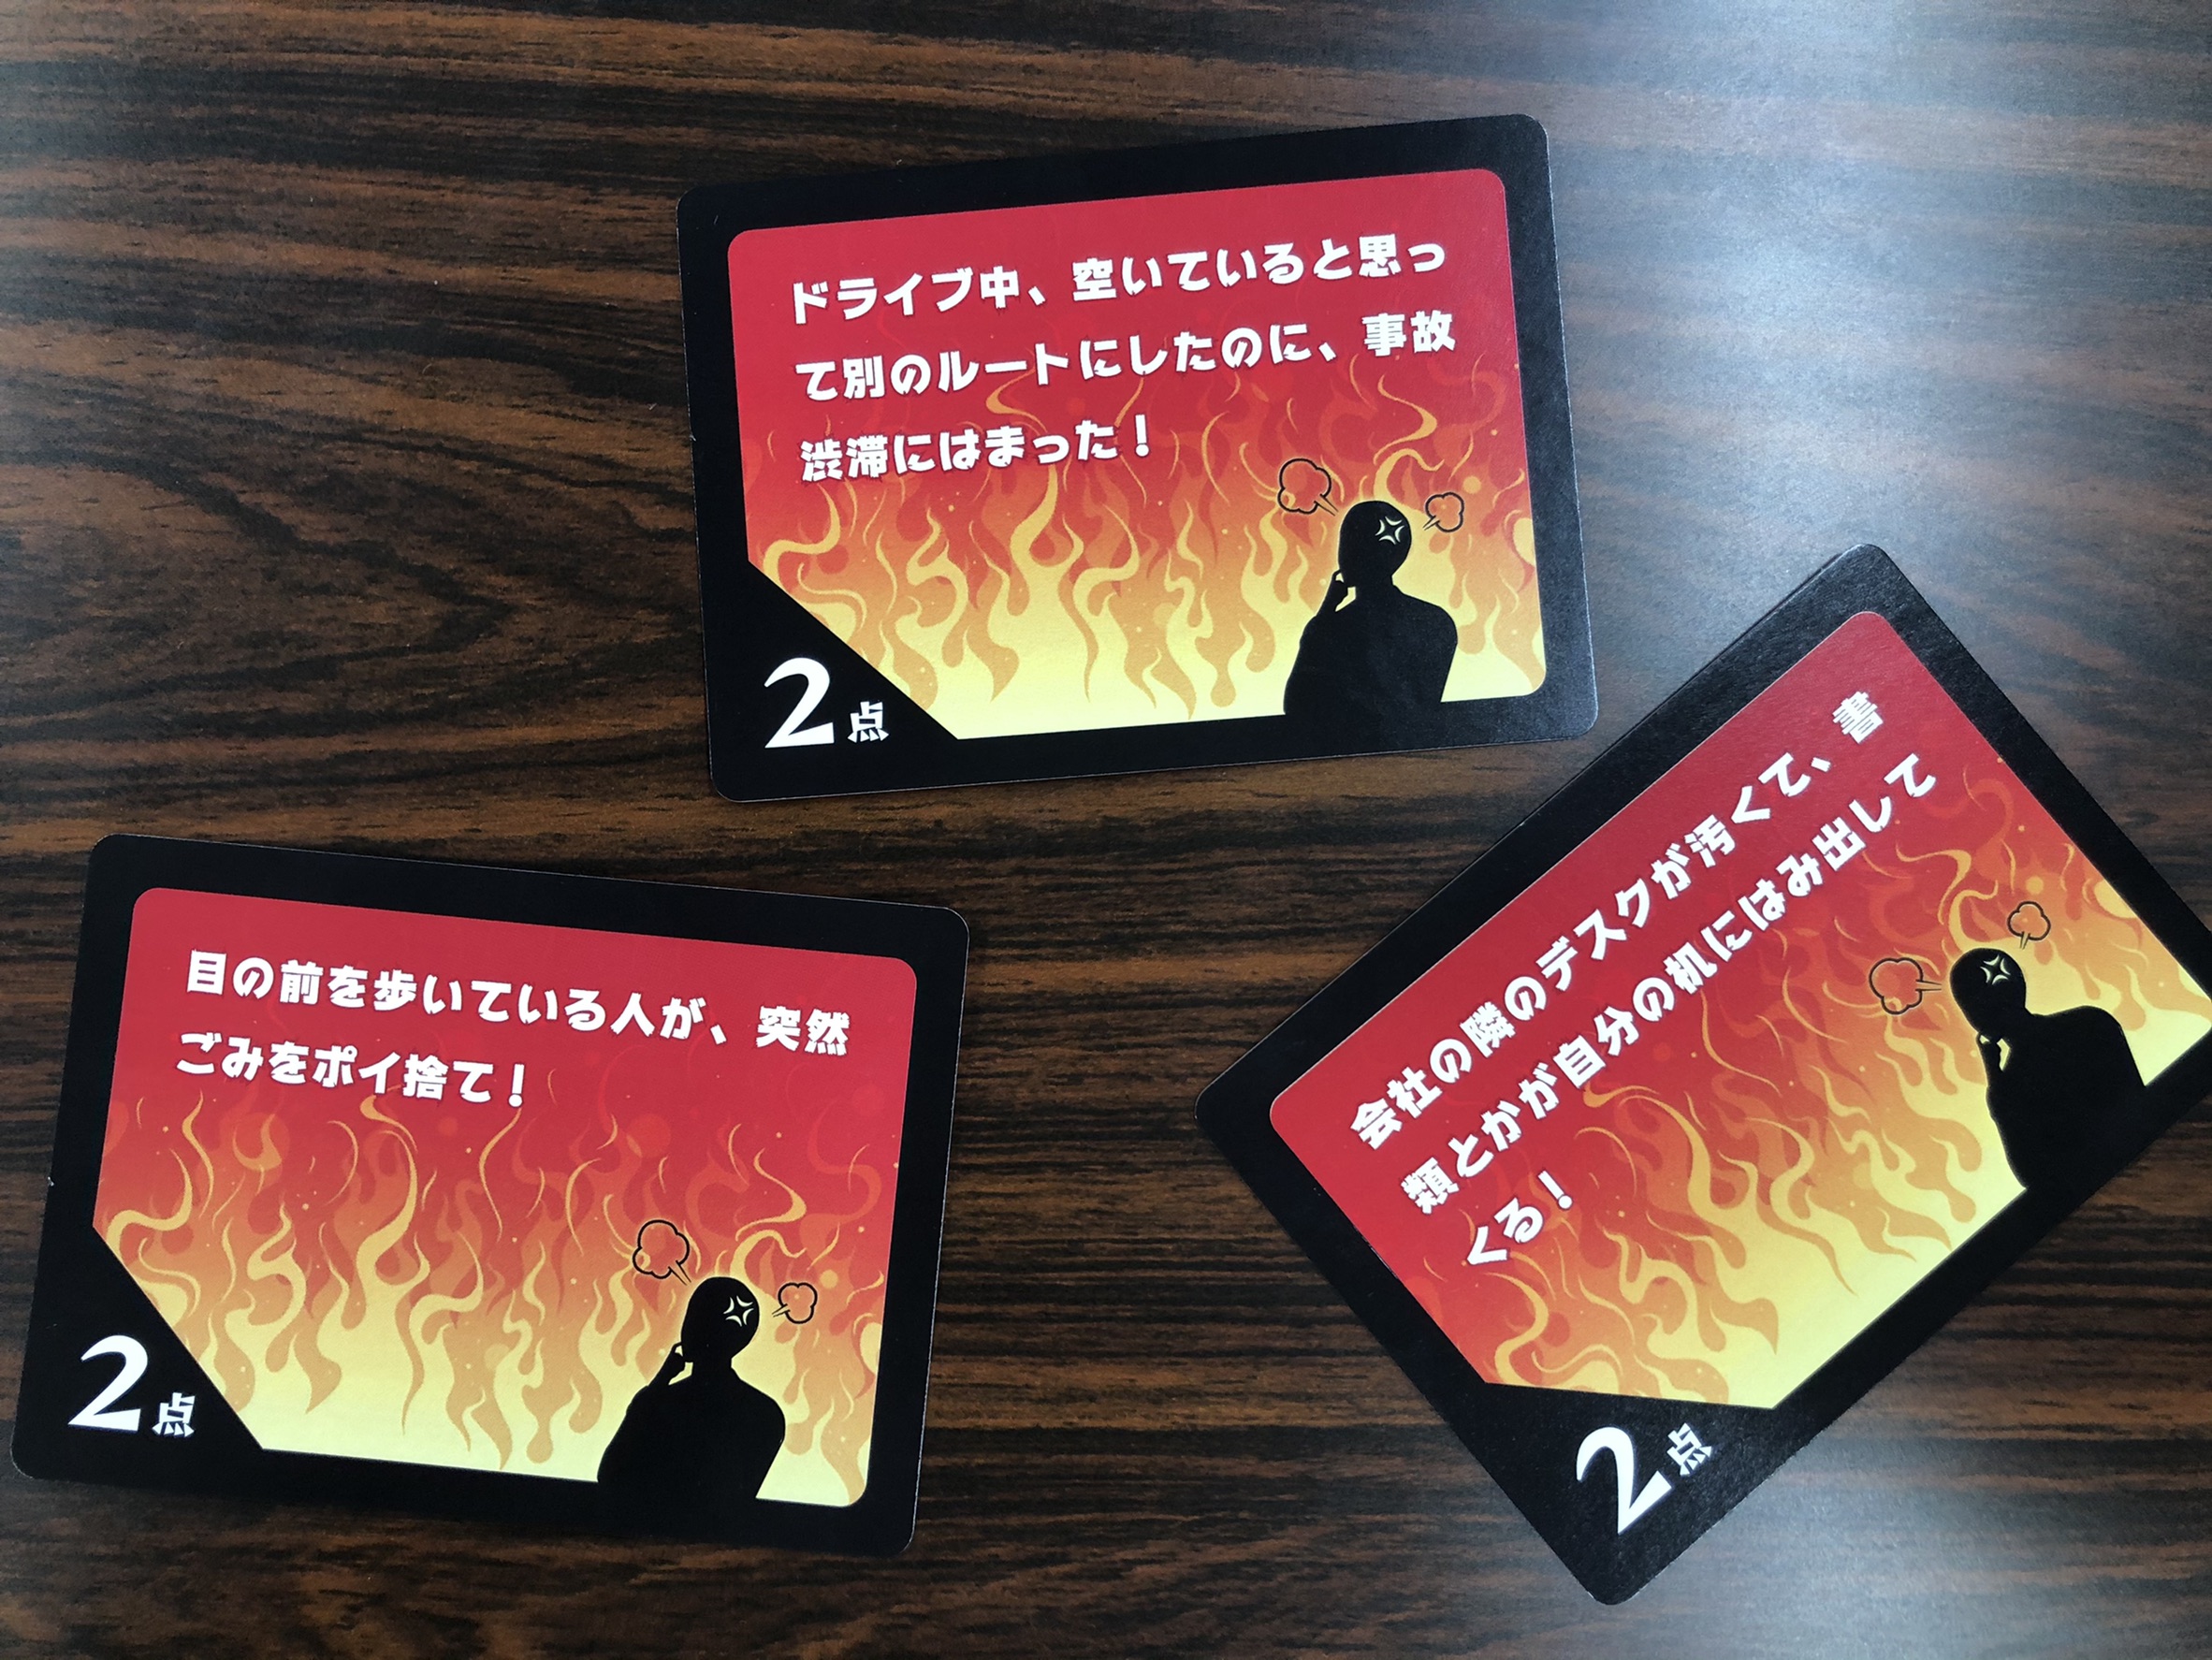 ドライブ中、空いていると思っ
て別のルートにしたのに、事故
渋滞にはまった！
2点
目の前を歩いている人が、突然
ごみをポイ捨て！
2点
会社の隣のデスクが汚くて、書
類とかが自分の机にはみ出して
くる！
2点